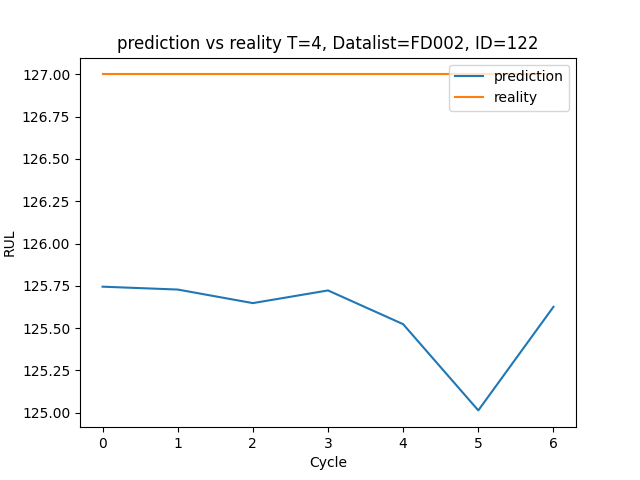 prediction vs reality T=4, Datalist=FD002, ID=122
127.00
126.75
126.50
126.25
126.00
125.75
125.50
125.25
125.00
RUL
prediction
reality
0 1 2 3 4 5 6
Cycle